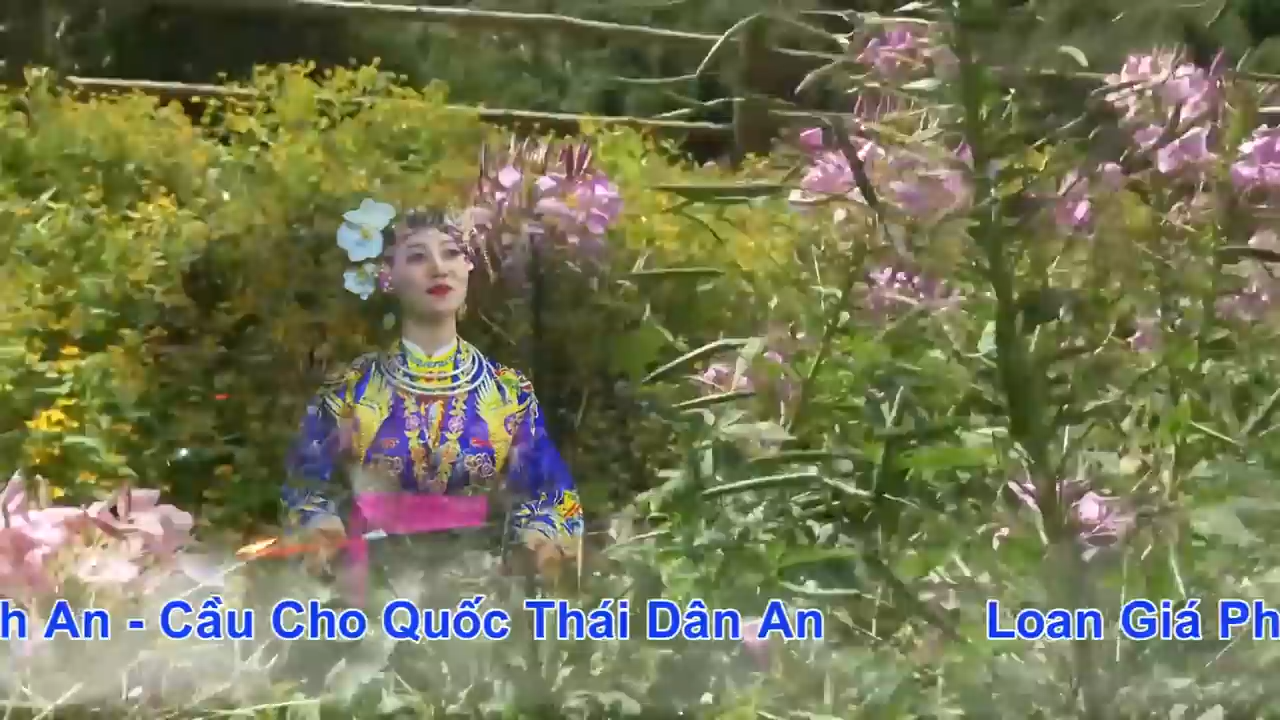 h An - Cầu Cho Quốc Thái Dân An Loan Giá Ph